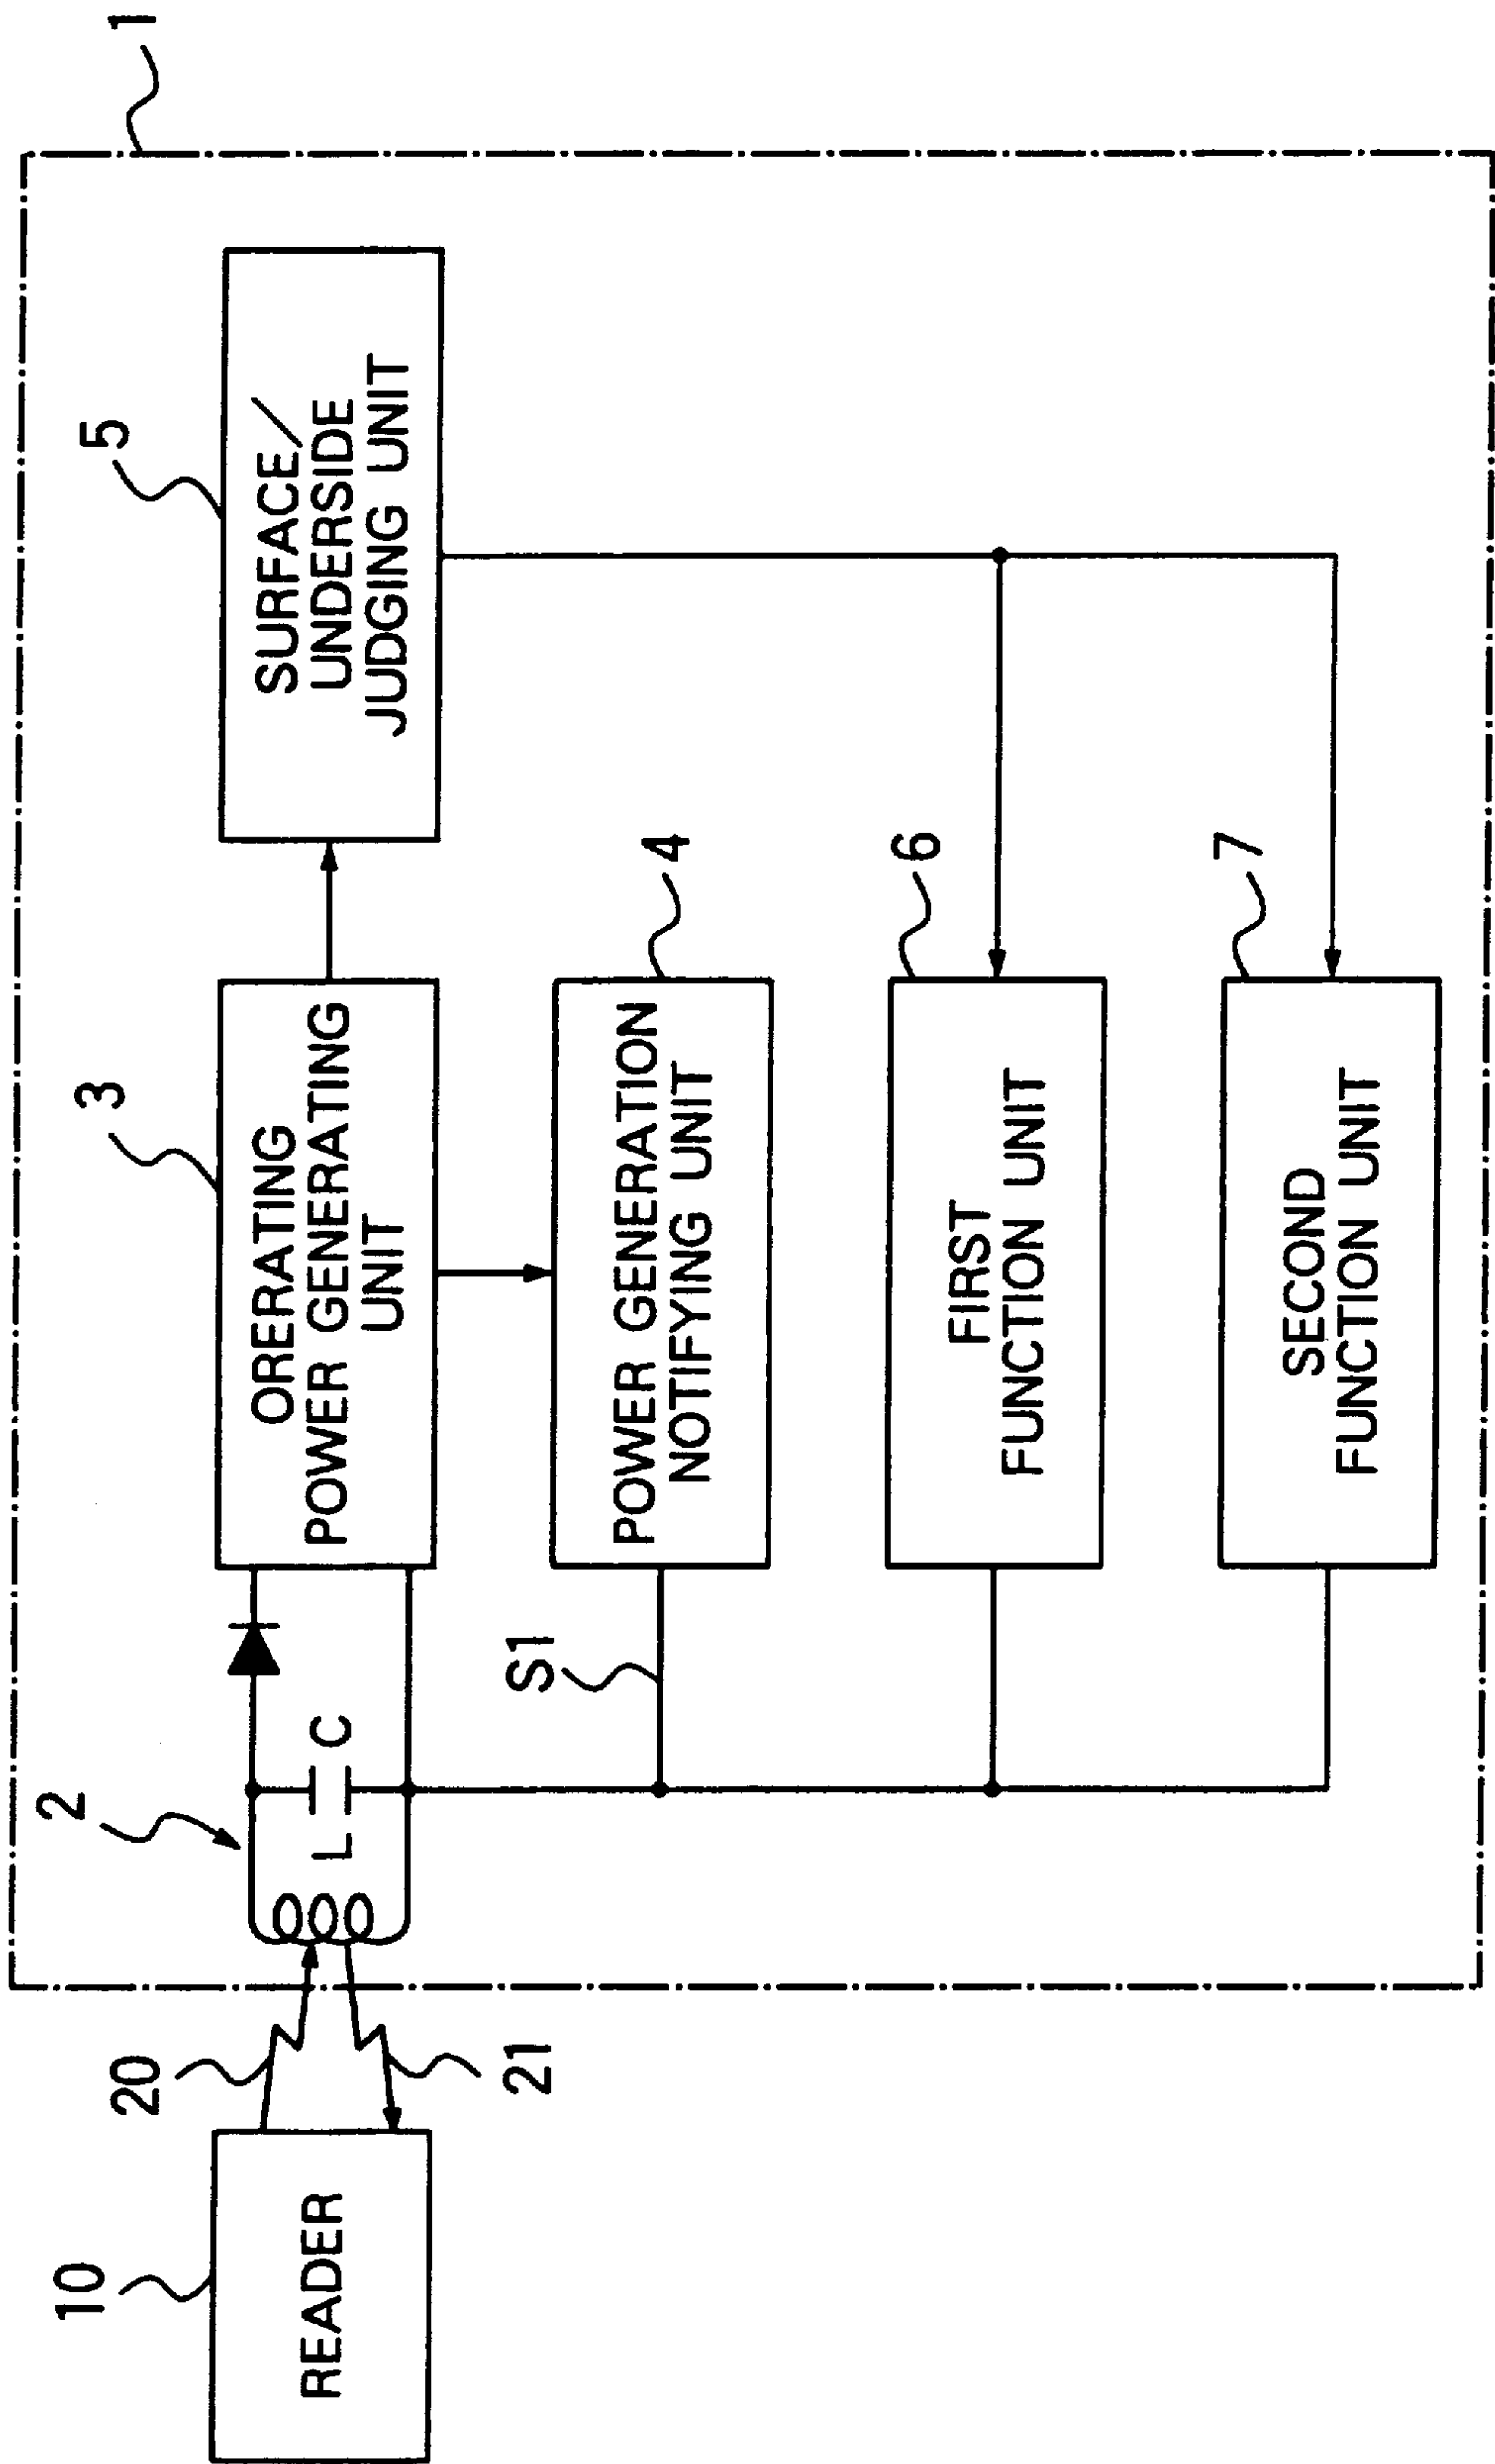 1
2
3
ORERATING
POWER GENERATING
UNIT
5
SURFACE/
UNDERSIDE
JUDGING UNIT
L C
10
READER
20
21
S1
4
POWER GENERATION
NOTIFYING UNIT
6
FIRST
FUNCTION UNIT
7
SECOND
FUNCTION UNIT